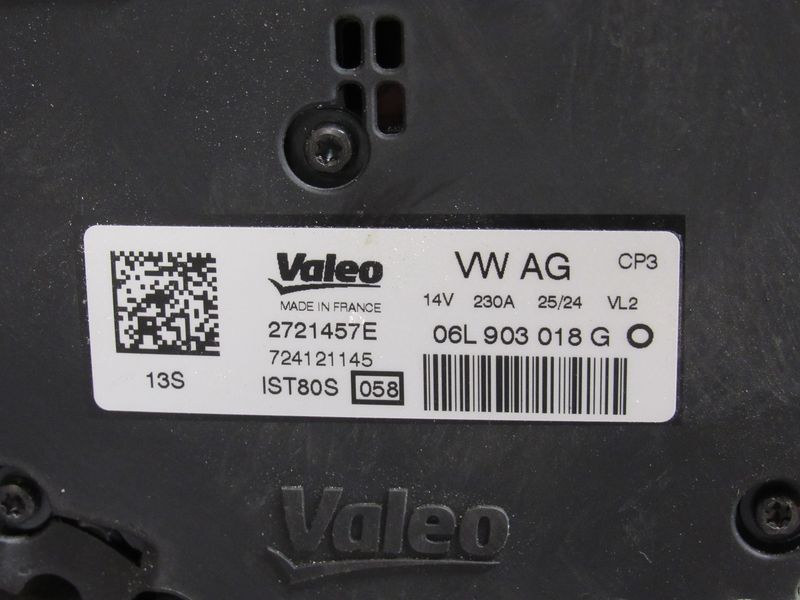 Valeo
MADE IN FRANCE
2721457E
724121145
IST80S 058
13S
VW AG CP3
14V 230A 25/24 VL2
06L 903 018 G O
Valeo